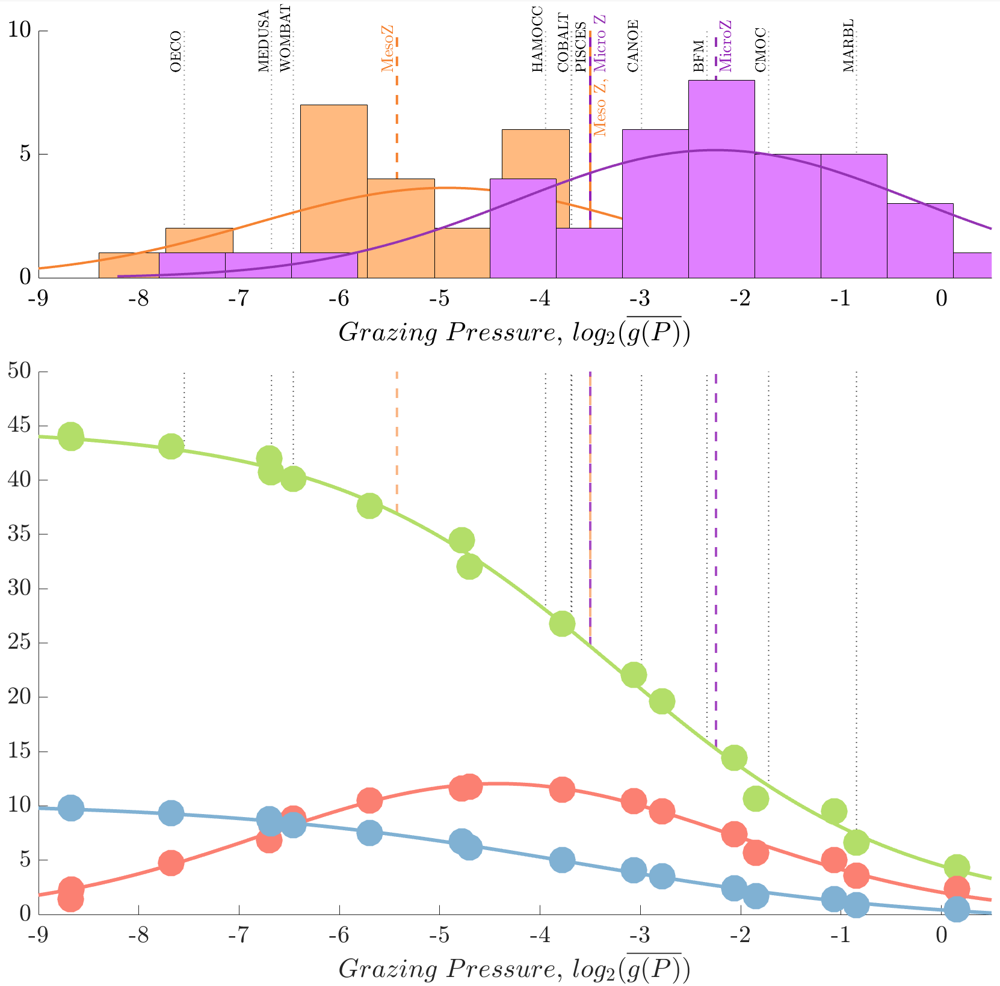 10
5
0
OECO
MEDUSA
WOMBAT
MesoZ
HAMOCC
COBALT
PISCES
Meso Z, Micro Z
CANOE
BFM
MicroZ
CMOC
MARBL
-9 -8 -7 -6 -5 -4 -3 -2 -1 0
Grazing Pressure, log₂(g(P))
50
45
40
35
30
25
20
15
10
5
0
-9 -8 -7 -6 -5 -4 -3 -2 -1 0
Grazing Pressure, log₂(g(P))